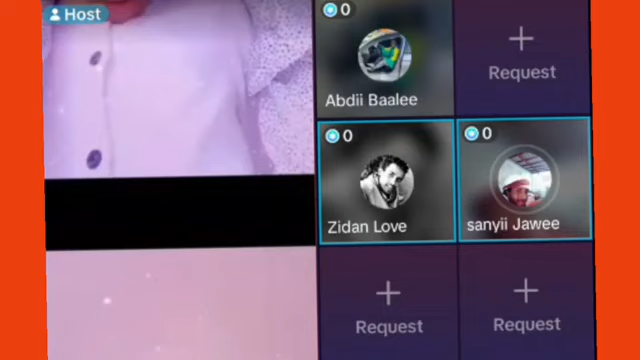 Host
0
Abdii Baalee
Request
0
Zidan Love
0
sanyii Jawee
Request
Request